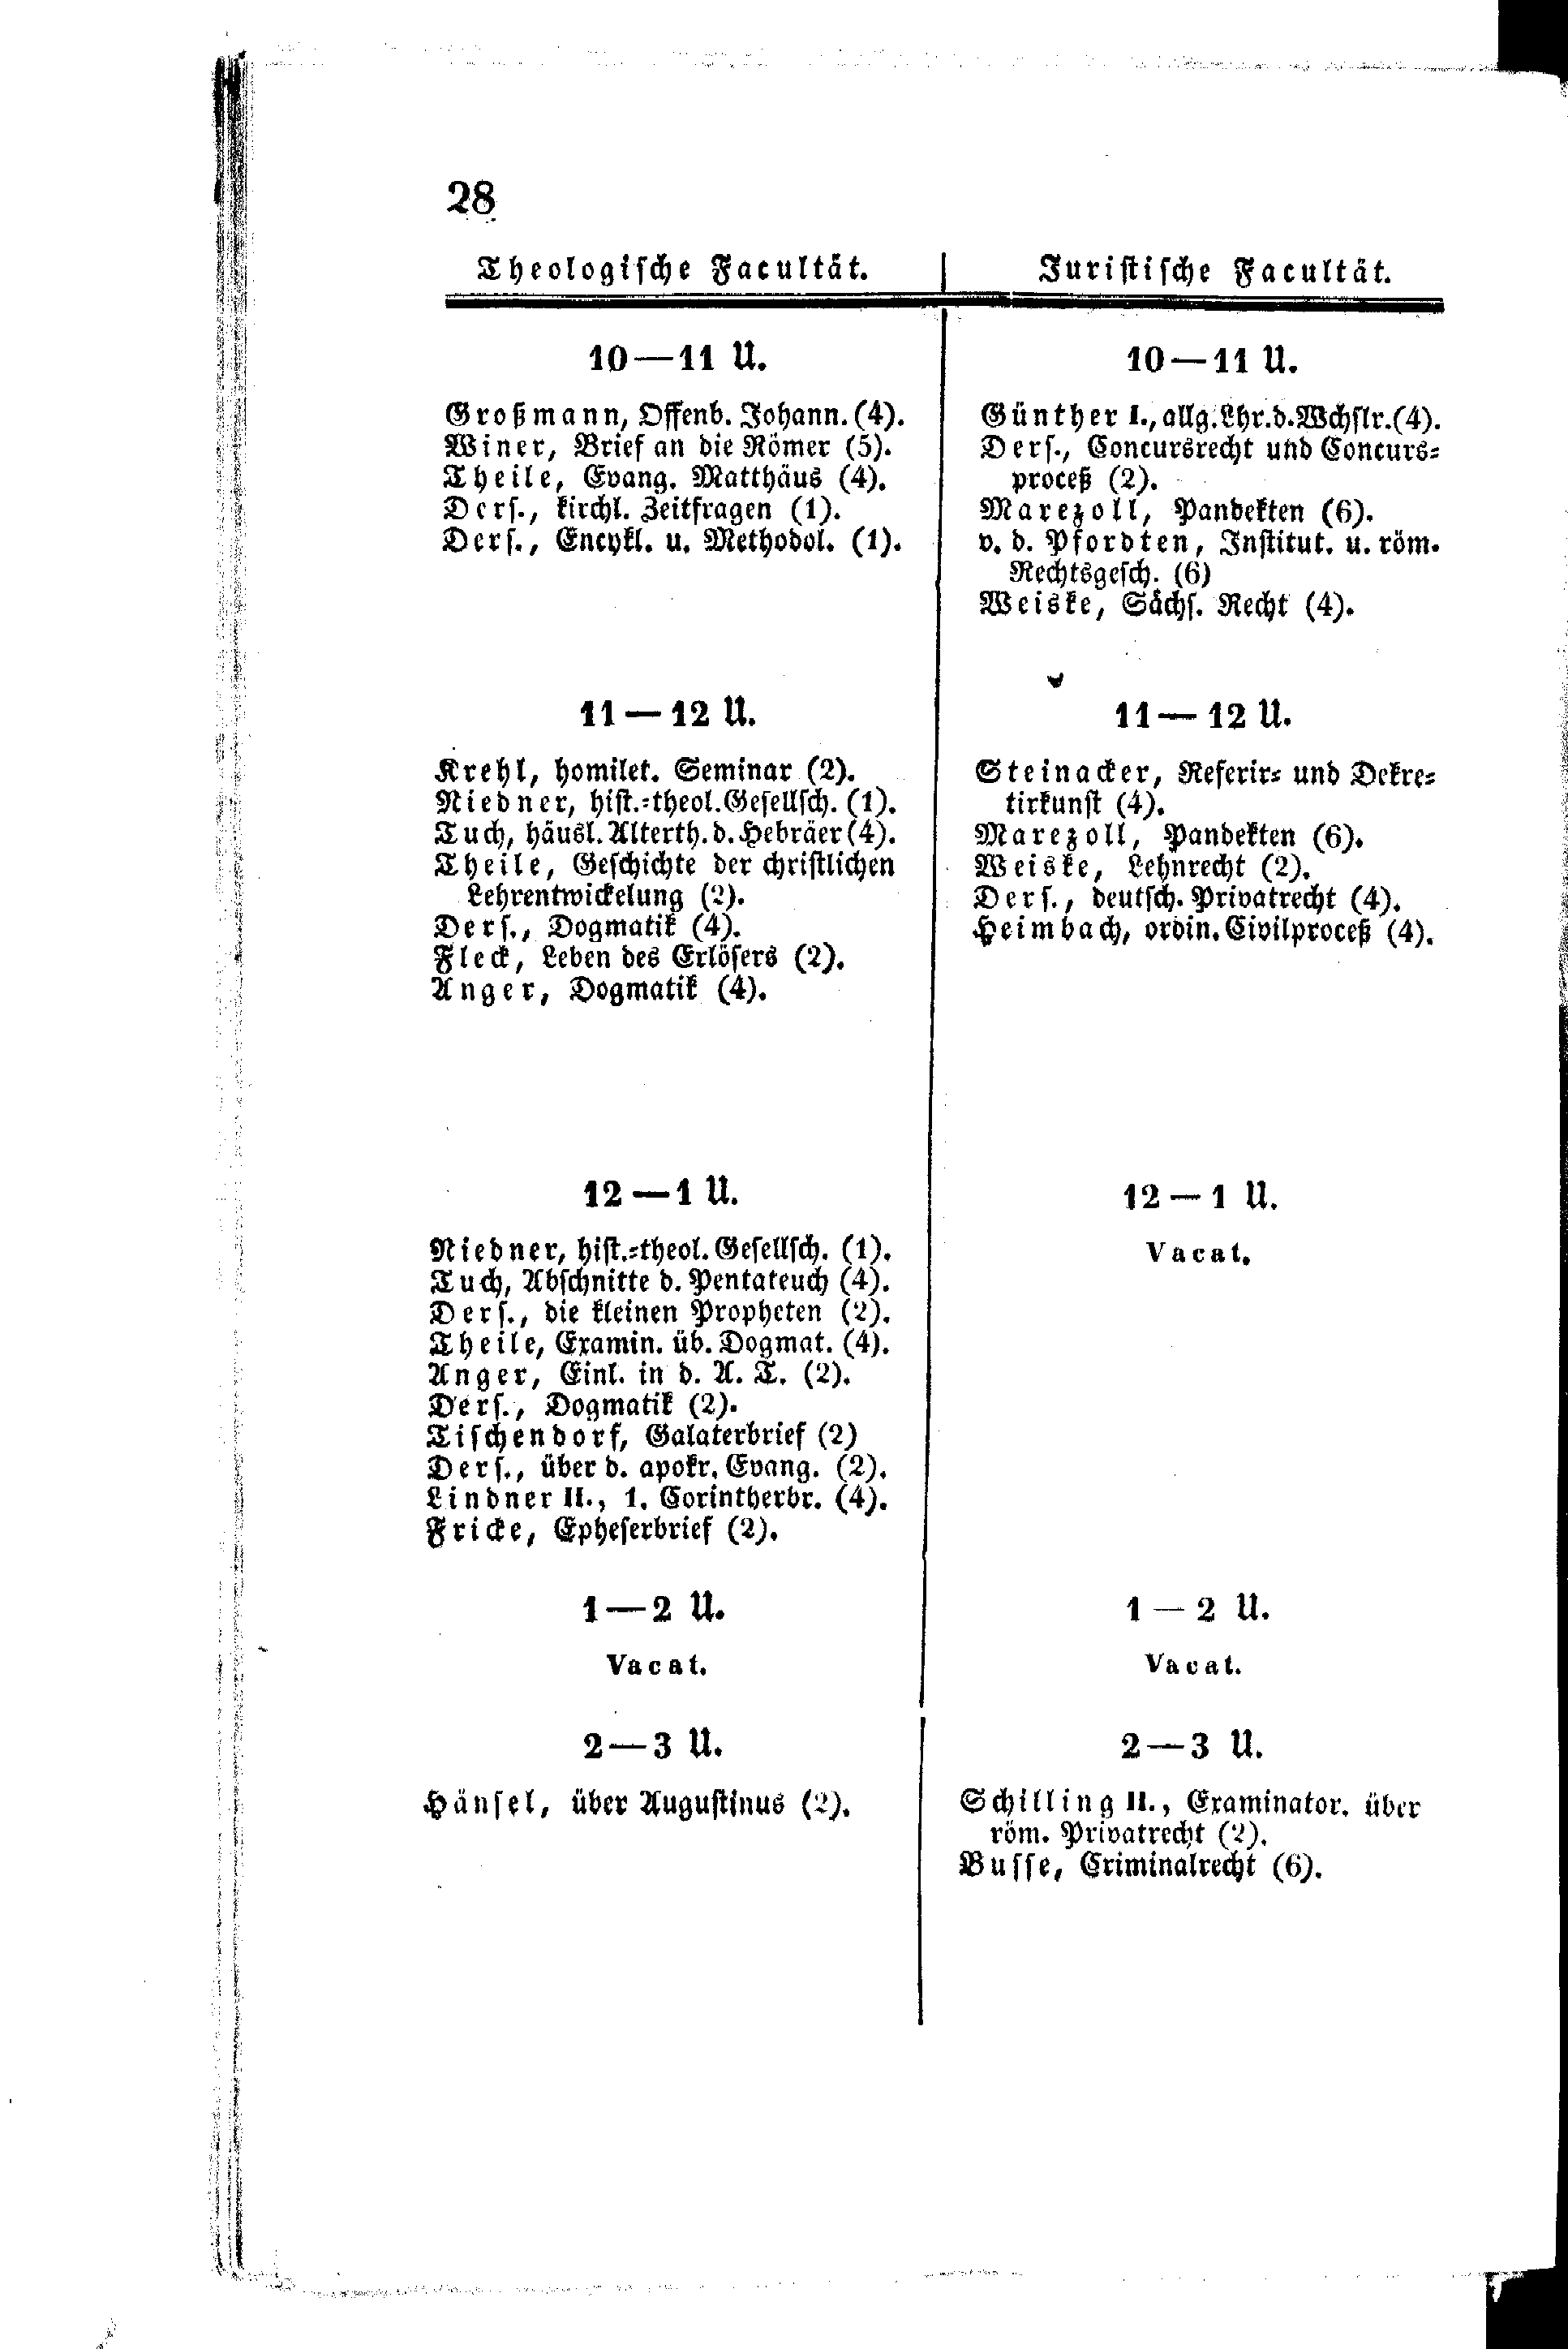 28
Theologische Facultät.
10—11 U.
Großmann, Offenb. Johann. (4).
Winer, Brief an die Römer (5).
Theile, Evang. Matthäus (4).
Ders., kirchl. Zeitfragen (1).
Ders., Encykl. u. Methodol. (1).
11—12 U.
Krehl, homilet. Seminar (2).
Niedner, hist.=theol. Gesellsch. (1).
Tuch, häusl. Alterth. d. Hebräer (4).
Theile, Geschichte der christlichen
Lehrentwickelung (2).
Ders., Dogmatik (4).
Fleck, Leben des Erlösers (2).
Anger, Dogmatik (4).
12—1 U.
Niedner, hist.=theol. Gesellsch. (1).
Tuch, Abschnitte d. Pentateuch (4).
Ders., die kleinen Propheten (2).
Theile, Examin. üb. Dogmat. (4).
Anger, Einl. in d. A. T. (2).
Ders., Dogmatik (2).
Tischendorf, Galaterbrief (2)
Ders., über d. apokr. Evang. (2).
Lindner II., 1. Corintherbr. (4).
Fricke, Epheserbrief (2).
1—2 U.
Vacat.
2—3 U.
Hänsel, über Augustinus (2).
Juristische Facultät.
10—11 U.
Günther I., allg. Lhr. d. Wchslr. (4).
Ders., Concursrecht und Concurs=
proceß (2).
Marezoll, Pandekten (6).
v. d. Pfordten, Institut. u. röm.
Rechtsgesch. (6)
Weiske, Sächs. Recht (4).
11—12 U.
Steinacker, Referir= und Dekre=
tirkunst (4).
Marezoll, Pandekten (6).
Weiske, Lehnrecht (2).
Ders., deutsch. Privatrecht (4).
Heimbach, ordin. Civilproceß (4).
12—1 U.
Vacat.
1—2 U.
Vacat.
2—3 U.
Schilling II., Examinator. über
röm. Privatrecht (2).
Busse, Criminalrecht (6).